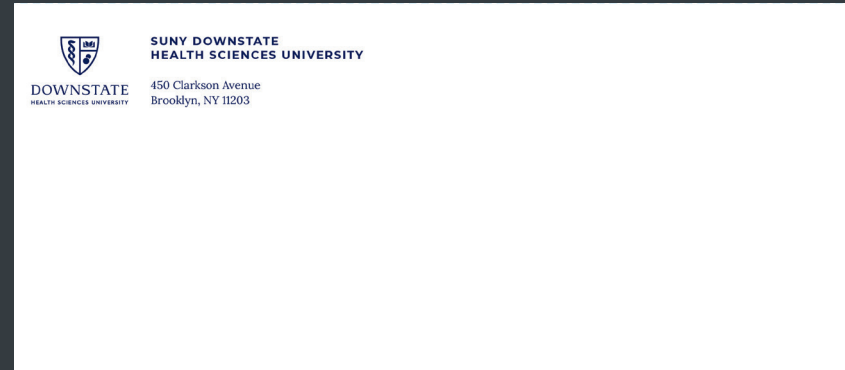 DOWNSTATE
HEALTH SCIENCES UNIVERSITY
SUNY DOWNSTATE
HEALTH SCIENCES UNIVERSITY
450 Clarkson Avenue
Brooklyn, NY 11203